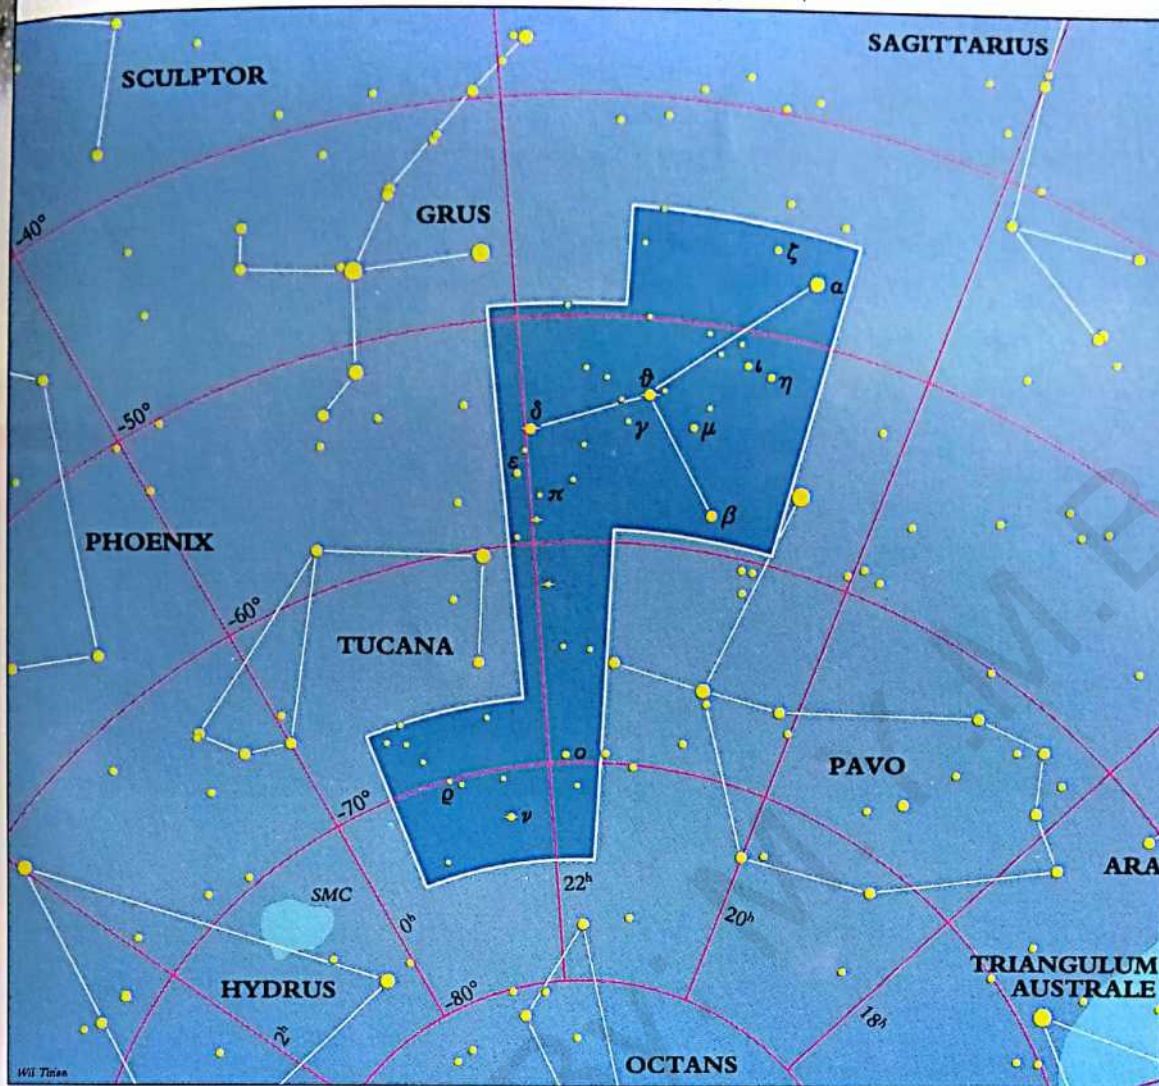 SAGITTARIUS
SCULPTOR
GRUS
-40°
ζ
α
ι
η
θ
δ
γ
μ
-50°
ε
π
β
PHOENIX
-60°
TUCANA
ο
PAVO
ϱ
-70°
ν
ARA
22h
SMC
20h
0h
TRIANGULUM
AUSTRALE
HYDRUS
-80°
18h
2h
OCTANS
Wil Tirion
M.B